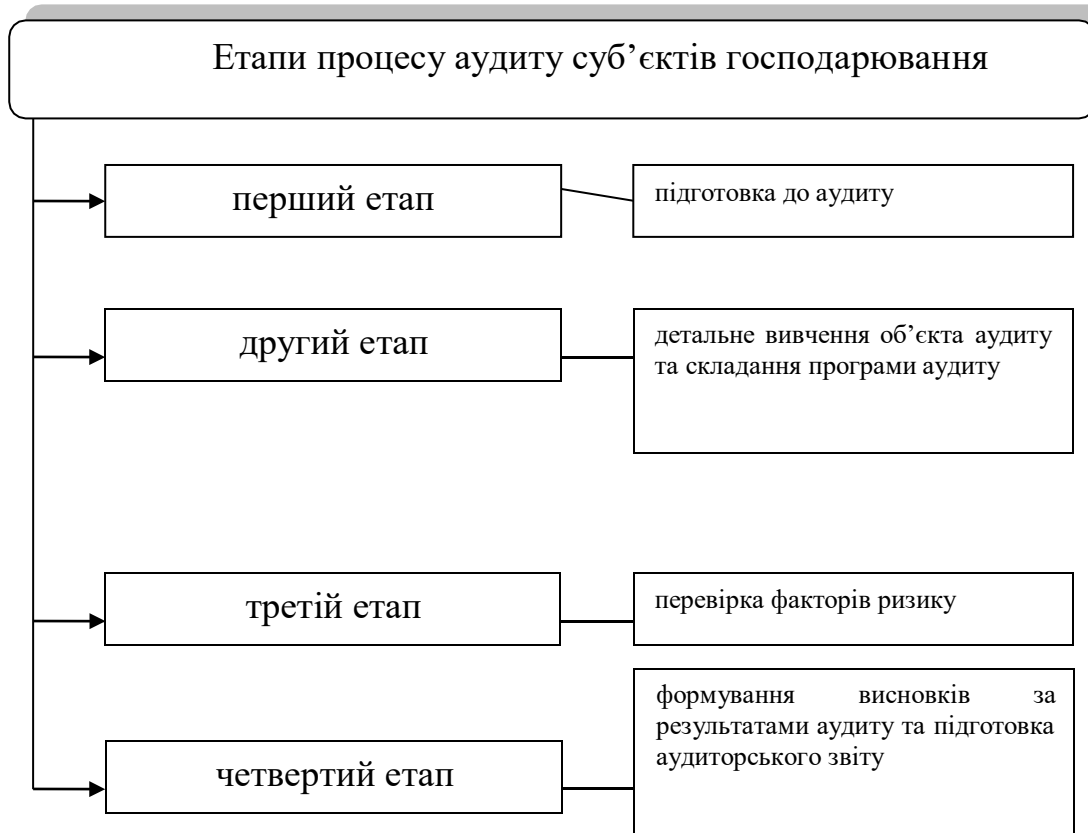 Етапи процесу аудиту суб’єктів господарювання
перший етап
підготовка до аудиту
другий етап
детальне вивчення об’єкта аудиту
та складання програми аудиту
третій етап
перевірка факторів ризику
четвертий етап
формування висновків за
результатами аудиту та підготовка
аудиторського звіту